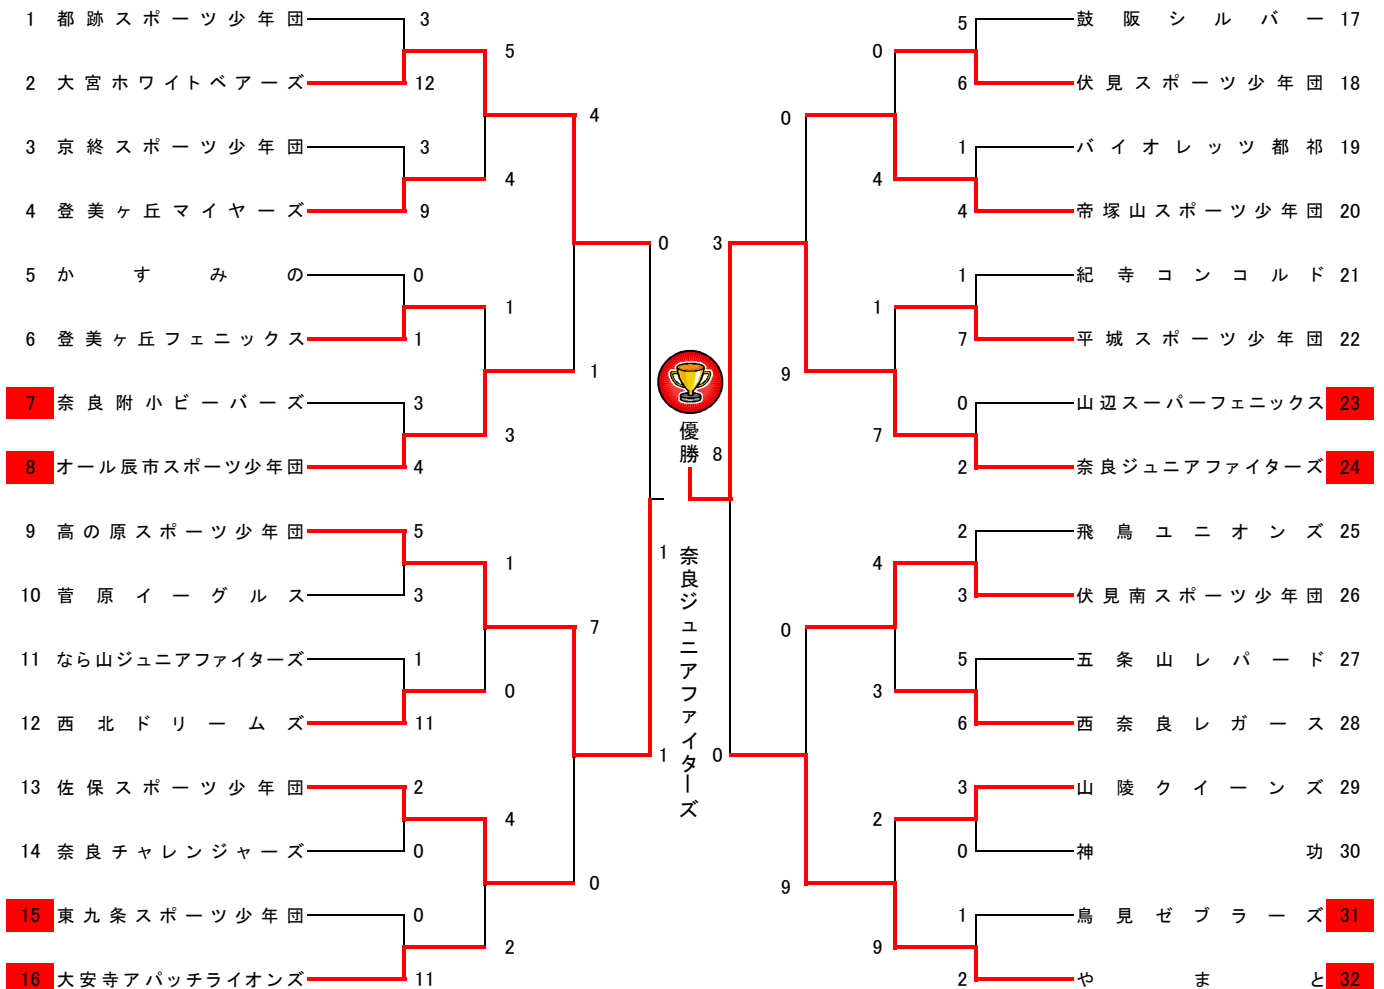 1 都跡スポーツ少年団 3
5
2 大宮ホワイトベアーズ 12
4
3 京終スポーツ少年団 3
4
4 登美ヶ丘マイヤーズ 9
0
5 かすみの 0
1
6 登美ヶ丘フェニックス 1
1
7 奈良附小ビーバーズ 3
3
8 オール辰市スポーツ少年団 4
9 高の原スポーツ少年団 5
1
10 菅原イーグルス 3
7
11 なら山ジュニアファイターズ 1
0
12 西北ドリームズ 11
1
13 佐保スポーツ少年団 2
4
14 奈良チャレンジャーズ 0
0
15 東九条スポーツ少年団 0
2
16 大安寺アパッチライオンズ 11
優勝
8
1
奈良ジュニアファイターズ
5 鼓阪シルバー 17
0
6 伏見スポーツ少年団 18
0
1 バイオレッツ都祁 19
4
4 帝塚山スポーツ少年団 20
3
1 紀寺コンコルド 21
1
7 平城スポーツ少年団 22
9
0 山辺スーパーフェニックス 23
7
2 奈良ジュニアファイターズ 24
2 飛鳥ユニオンズ 25
4
3 伏見南スポーツ少年団 26
0
5 五条山レパード 27
3
6 西奈良レガース 28
0
3 山陵クイーンズ 29
2
0 神功 30
9
1 鳥見ゼブラーズ 31
9
2 やまと 32